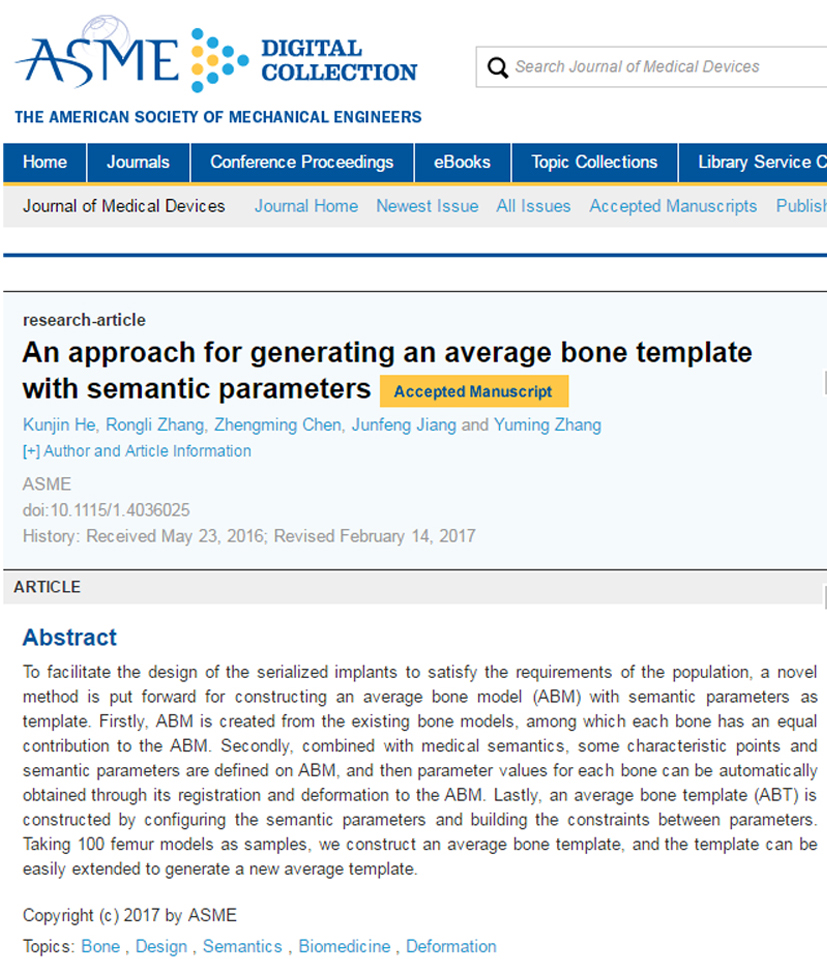 ASME DIGITAL
COLLECTION
Search Journal of Medical Devices
THE AMERICAN SOCIETY OF MECHANICAL ENGINEERS
Home Journals Conference Proceedings eBooks Topic Collections Library Service C
Journal of Medical Devices Journal Home Newest Issue All Issues Accepted Manuscripts Publish
research-article
An approach for generating an average bone template
with semantic parameters Accepted Manuscript
Kunjin He, Rongli Zhang, Zhengming Chen, Junfeng Jiang and Yuming Zhang
[+] Author and Article Information
ASME
doi:10.1115/1.4036025
History: Received May 23, 2016; Revised February 14, 2017
ARTICLE
Abstract
To facilitate the design of the serialized implants to satisfy the requirements of the population, a novel
method is put forward for constructing an average bone model (ABM) with semantic parameters as
template. Firstly, ABM is created from the existing bone models, among which each bone has an equal
contribution to the ABM. Secondly, combined with medical semantics, some characteristic points and
semantic parameters are defined on ABM, and then parameter values for each bone can be automatically
obtained through its registration and deformation to the ABM. Lastly, an average bone template (ABT) is
constructed by configuring the semantic parameters and building the constraints between parameters.
Taking 100 femur models as samples, we construct an average bone template, and the template can be
easily extended to generate a new average template.
Copyright (c) 2017 by ASME
Topics: Bone , Design , Semantics , Biomedicine , Deformation